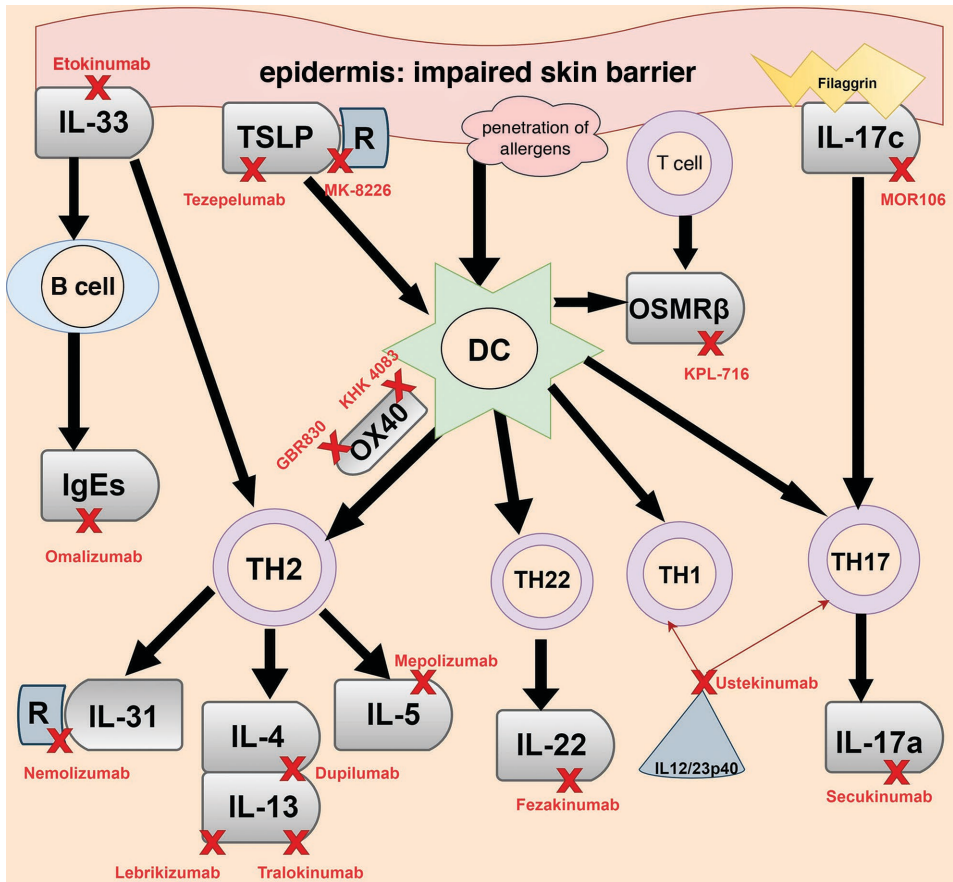 epidermis: impaired skin barrier
Etokinumab
IL-33
TSLP
R
Tezepelumab
MK-8226
penetration of
allergens
T cell
Filaggrin
IL-17c
MOR106
B cell
DC
OSMRβ
KPL-716
KHK 4083
GBR830
OX40
IgEs
Omalizumab
TH2
TH22
TH1
TH17
R
IL-31
Nemolizumab
IL-4
Dupilumab
IL-13
Lebrikizumab
Tralokinumab
Mepolizumab
IL-5
IL-22
Fezakinumab
Ustekinumab
IL12/23p40
IL-17a
Secukinumab